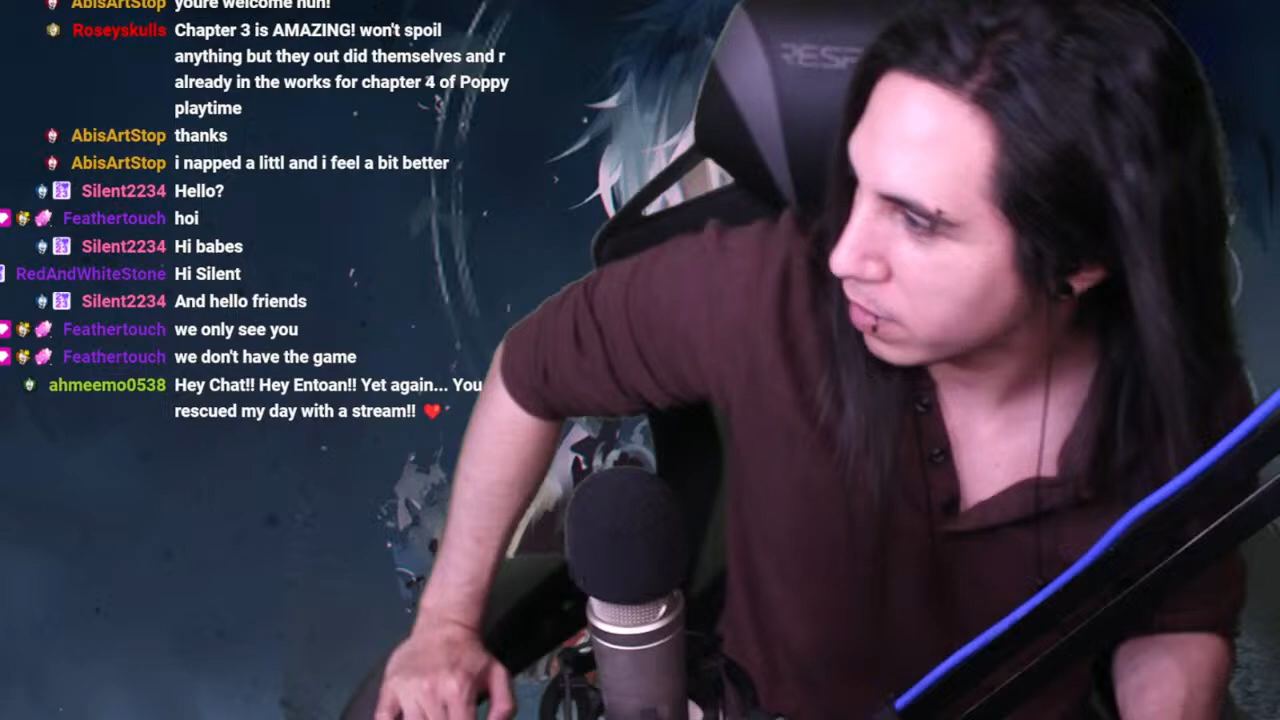 AbisArtStop youre welcome hun!
Roseyskulls Chapter 3 is AMAZING! won't spoil
anything but they out did themselves and r
already in the works for chapter 4 of Poppy
playtime
AbisArtStop thanks
AbisArtStop i napped a littl and i feel a bit better
Silent2234 Hello?
Feathertouch hoi
Silent2234 Hi babes
RedAndWhiteStone Hi Silent
Silent2234 And hello friends
Feathertouch we only see you
Feathertouch we don't have the game
ahmeemo0538 Hey Chat!! Hey Entoan!! Yet again... You
rescued my day with a stream!!